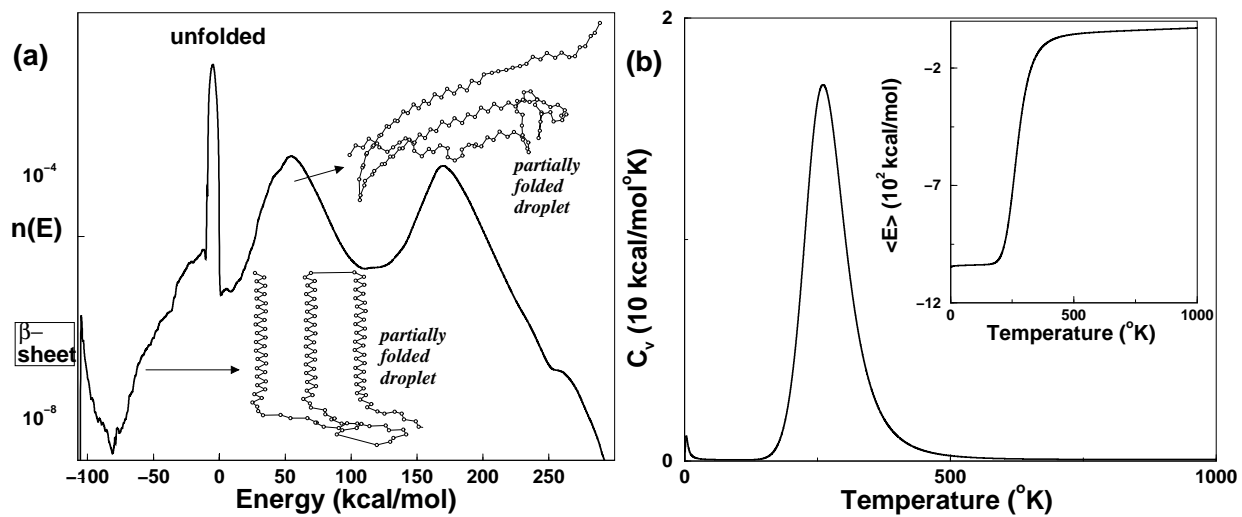 (a)
unfolded
10⁻⁴
n(E)
partially
folded
droplet
β–
sheet
partially
folded
droplet
10⁻⁸
−100 −50 0 50 100 150 200 250
Energy (kcal/mol)
(b)
2
Cᵥ (10 kcal/mol°K)
0
0 500 1000
Temperature (°K)
−2
−7
−12
<E> (10² kcal/mol)
0 500 1000
Temperature (°K)